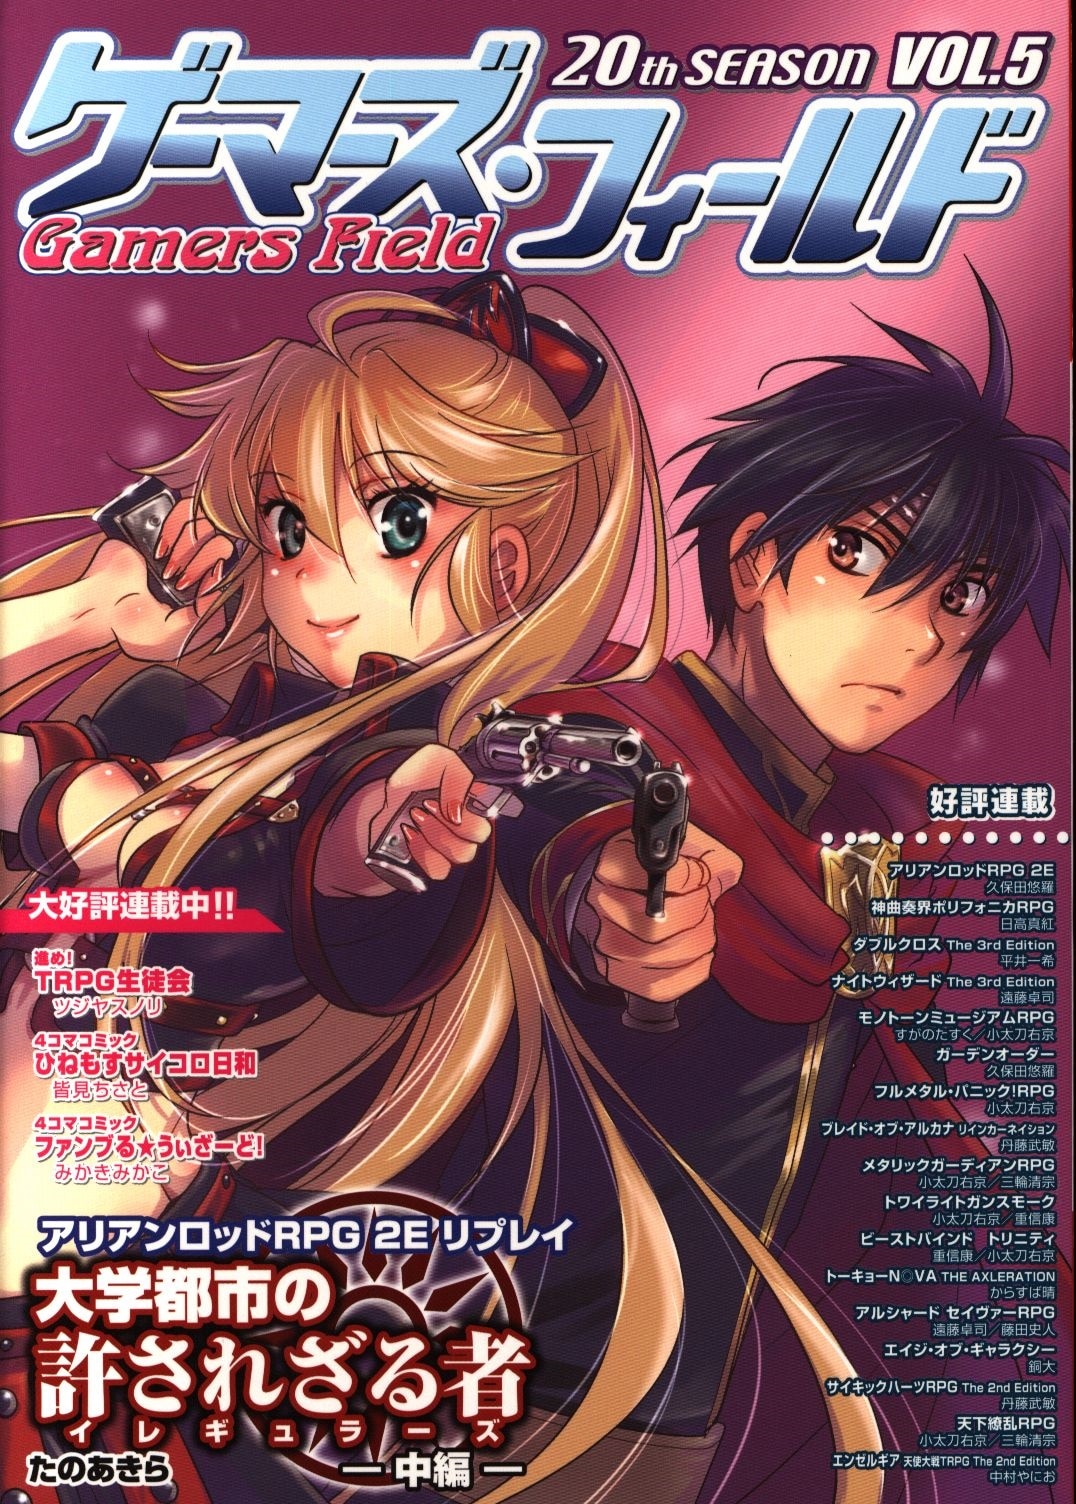 20th SEASON VOL.5
ゲーマーズ・フィールド
Gamers Field
好評連載
アリアンロッドRPG 2E
久保田悠羅
神曲奏界ポリフォニカRPG
日高真紅
ダブルクロス The 3rd Edition
平井一希
ナイトウィザード The 3rd Edition
遠藤卓司
モノトーンミュージアムRPG
すがのたすく／小太刀右京
ガーデンオーダー
久保田悠羅
フルメタル・パニック!RPG
小太刀右京
ブレイド・オブ・アルカナ リインカーネイション
丹藤武敏
メタリックガーディアンRPG
小太刀右京／三輪清宗
トワイライトガンスモーク
小太刀右京／重信康
ビーストバインド トリニティ
重信康／小太刀右京
トーキョーN◎VA THE AXLERATION
からすば晴
アルシャード セイヴァーRPG
遠藤卓司／藤田史人
エイジ・オブ・ギャラクシー
銅大
サイキックハーツRPG The 2nd Edition
丹藤武敏
天下繚乱RPG
小太刀右京／三輪清宗
エンゼルギア 天使大戦TRPG The 2nd Edition
中村やにお
大好評連載中!!
進め!
TRPG生徒会
ツジヤスノリ
4コマコミック
ひねもすサイコロ日和
皆見ちさと
4コマコミック
ファンブる★うぃざーど!
みかきみかこ
アリアンロッドRPG 2E リプレイ
大学都市の
許されざる者
イレギュラーズ
たのあきら
― 中編 ―